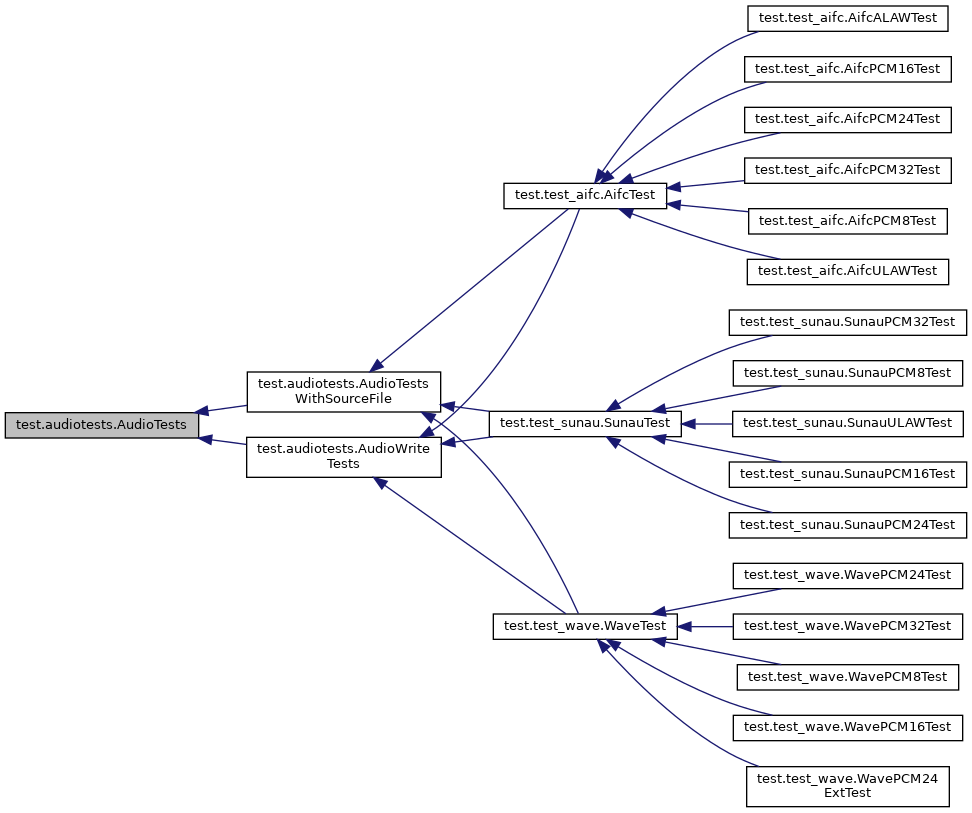 test.audiotests.AudioTests
test.audiotests.AudioTests
WithSourceFile
test.audiotests.AudioWrite
Tests
test.test_aifc.AifcTest
test.test_sunau.SunauTest
test.test_wave.WaveTest
test.test_aifc.AifcALAWTest
test.test_aifc.AifcPCM16Test
test.test_aifc.AifcPCM24Test
test.test_aifc.AifcPCM32Test
test.test_aifc.AifcPCM8Test
test.test_aifc.AifcULAWTest
test.test_sunau.SunauPCM32Test
test.test_sunau.SunauPCM8Test
test.test_sunau.SunauULAWTest
test.test_sunau.SunauPCM16Test
test.test_sunau.SunauPCM24Test
test.test_wave.WavePCM24Test
test.test_wave.WavePCM32Test
test.test_wave.WavePCM8Test
test.test_wave.WavePCM16Test
test.test_wave.WavePCM24
ExtTest